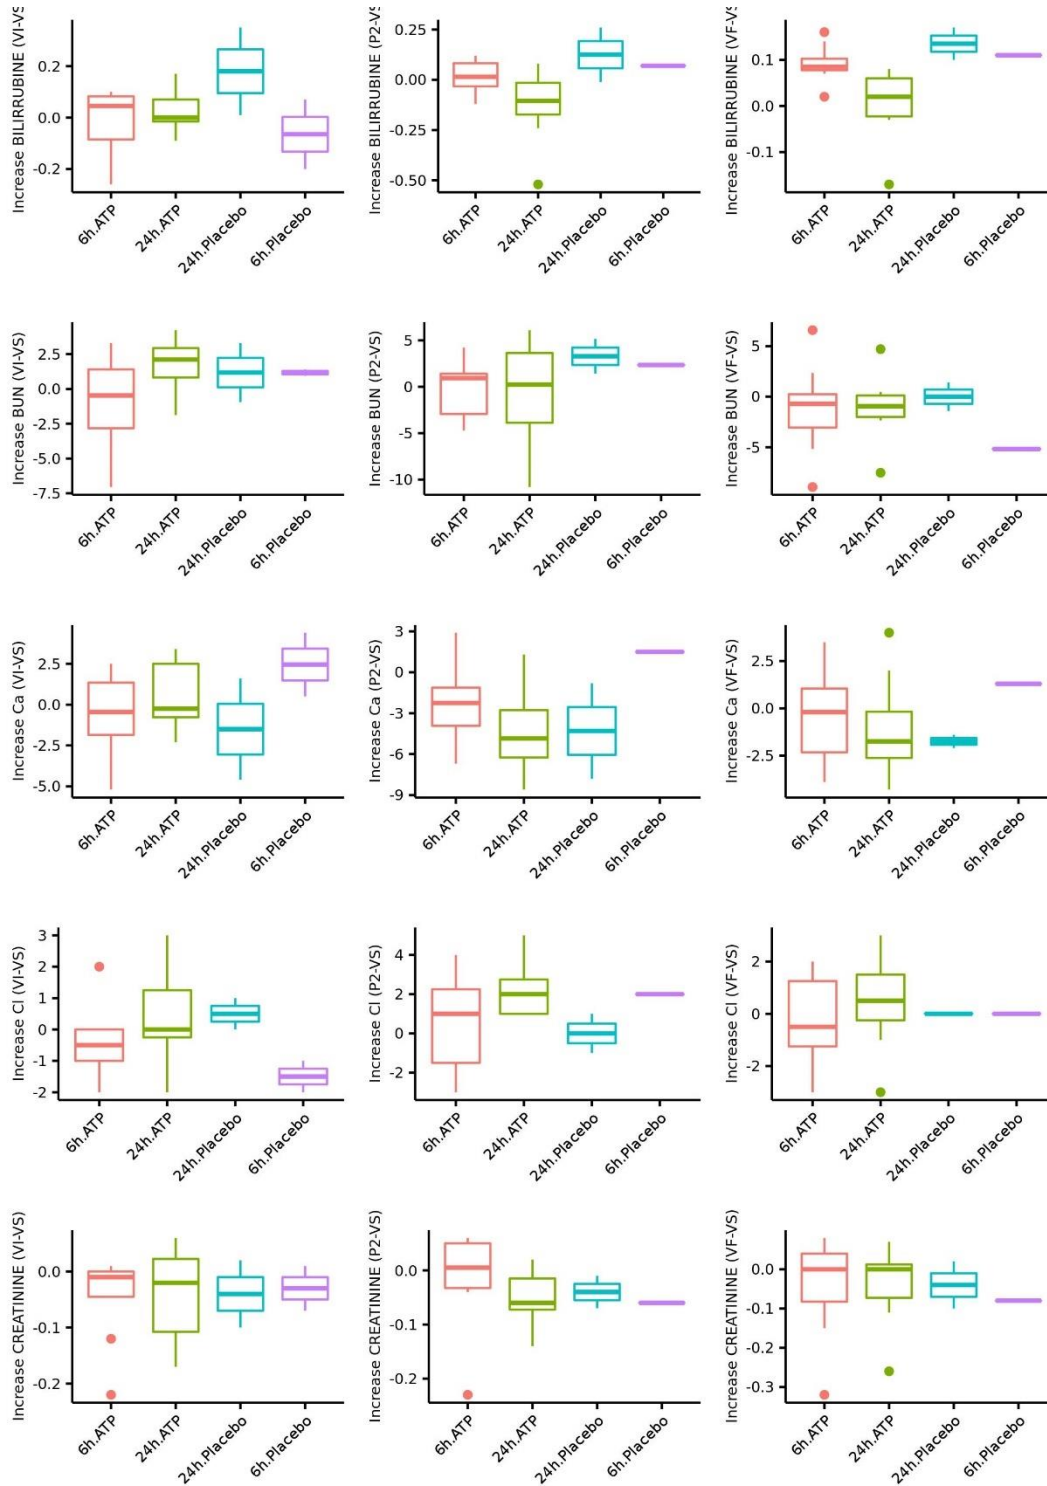 Increase BILIRRUBINE (VI-VS
0.2
0.0
-0.2
6h.ATP
24h.ATP
24h.Placebo
6h.Placebo
Increase BILIRRUBINE (P2-VS)
0.25
0.00
-0.25
-0.50
6h.ATP
24h.ATP
24h.Placebo
6h.Placebo
Increase BILIRRUBINE (VF-VS)
0.1
0.0
-0.1
6h.ATP
24h.ATP
24h.Placebo
6h.Placebo
Increase BUN (VI-VS)
2.5
0.0
-2.5
-5.0
-7.5
6h.ATP
24h.ATP
24h.Placebo
6h.Placebo
Increase BUN (P2-VS)
5
0
-5
-10
6h.ATP
24h.ATP
24h.Placebo
6h.Placebo
Increase BUN (VF-VS)
5
0
-5
6h.ATP
24h.ATP
24h.Placebo
6h.Placebo
Increase Ca (VI-VS)
2.5
0.0
-2.5
-5.0
6h.ATP
24h.ATP
24h.Placebo
6h.Placebo
Increase Ca (P2-VS)
3
0
-3
-6
-9
6h.ATP
24h.ATP
24h.Placebo
6h.Placebo
Increase Ca (VF-VS)
2.5
0.0
-2.5
6h.ATP
24h.ATP
24h.Placebo
6h.Placebo
Increase Cl (VI-VS)
3
2
1
0
-1
-2
6h.ATP
24h.ATP
24h.Placebo
6h.Placebo
Increase Cl (P2-VS)
4
2
0
-2
6h.ATP
24h.ATP
24h.Placebo
6h.Placebo
Increase Cl (VF-VS)
2
0
-2
6h.ATP
24h.ATP
24h.Placebo
6h.Placebo
Increase CREATININE (VI-VS)
0.0
-0.1
-0.2
6h.ATP
24h.ATP
24h.Placebo
6h.Placebo
Increase CREATININE (P2-VS)
0.0
-0.1
-0.2
6h.ATP
24h.ATP
24h.Placebo
6h.Placebo
Increase CREATININE (VF-VS)
0.0
-0.1
-0.2
-0.3
6h.ATP
24h.ATP
24h.Placebo
6h.Placebo